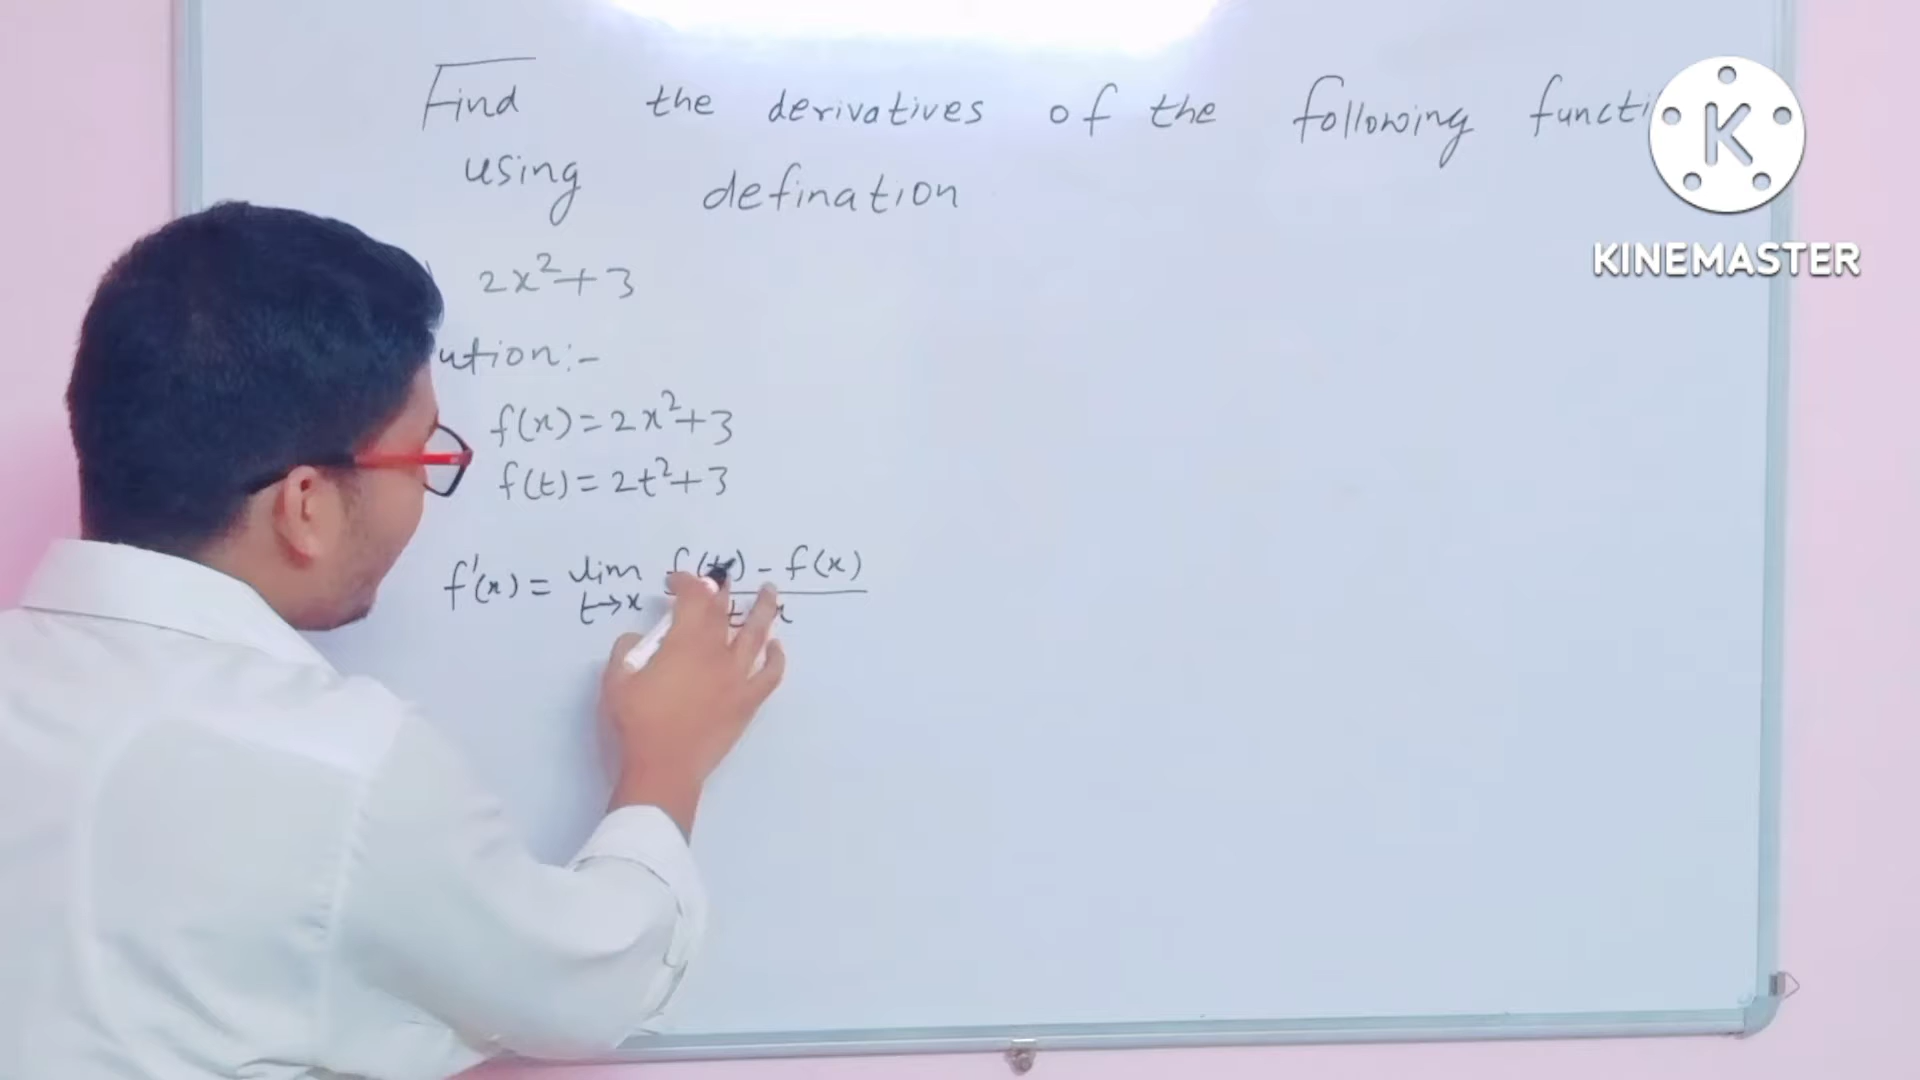 Find the derivatives of the following functi
using defination
2x²+3
ution:-
f(x)=2x²+3
f(t)=2t²+3
f'(x) = lim t→x f(t) - f(x)
K
KINEMASTER